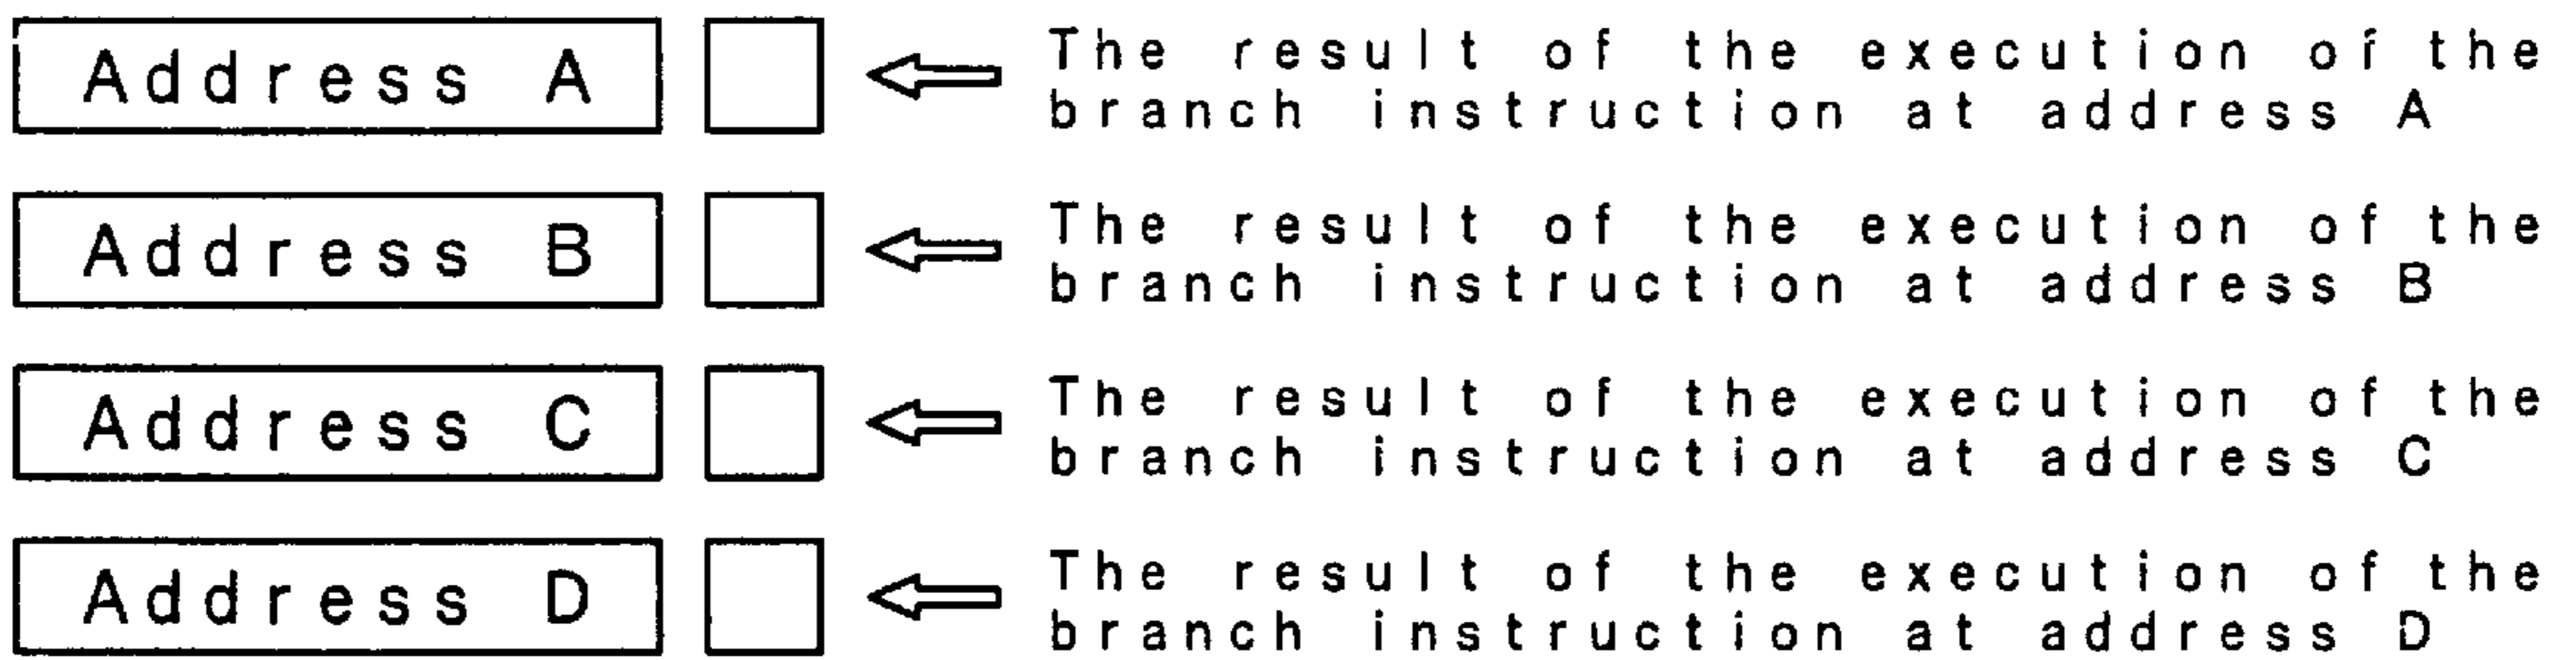 Address A
The result of the execution of the
branch instruction at address A
Address B
The result of the execution of the
branch instruction at address B
Address C
The result of the execution of the
branch instruction at address C
Address D
The result of the execution of the
branch instruction at address D